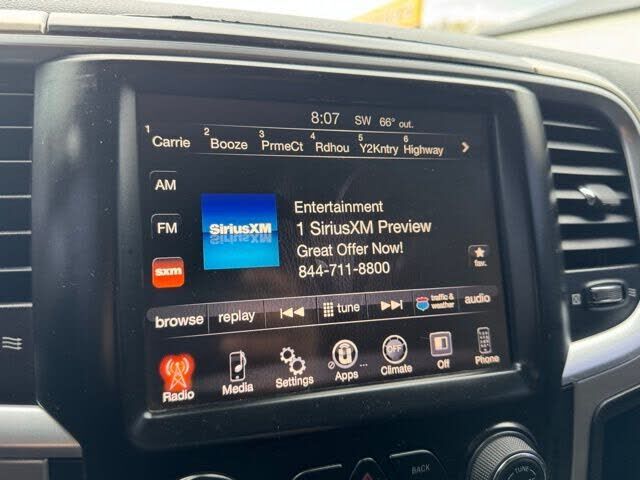 8:07 SW 66° out.
1 Carrie 2 Booze 3 PrmeCt 4 Rdhou 5 Y2Kntry 6 Highway
AM
FM
sxm
SiriusXM
Entertainment
1 SiriusXM Preview
Great Offer Now!
844-711-8800
fav.
browse replay tune traffic & weather audio
OFF
Radio Media Settings Apps ... Climate Off Phone
BACK
TUNE